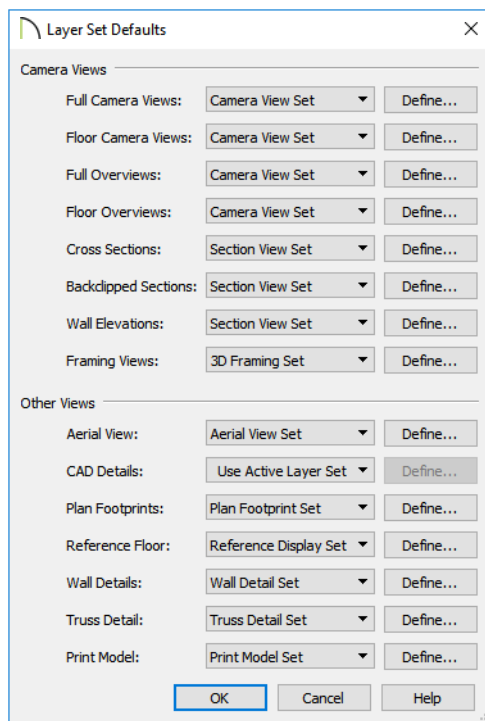 Layer Set Defaults
Camera Views
Full Camera Views: Camera View Set Define...
Floor Camera Views: Camera View Set Define...
Full Overviews: Camera View Set Define...
Floor Overviews: Camera View Set Define...
Cross Sections: Section View Set Define...
Backclipped Sections: Section View Set Define...
Wall Elevations: Section View Set Define...
Framing Views: 3D Framing Set Define...
Other Views
Aerial View: Aerial View Set Define...
CAD Details: Use Active Layer Set Define...
Plan Footprints: Plan Footprint Set Define...
Reference Floor: Reference Display Set Define...
Wall Details: Wall Detail Set Define...
Truss Detail: Truss Detail Set Define...
Print Model: Print Model Set Define...
OK Cancel Help